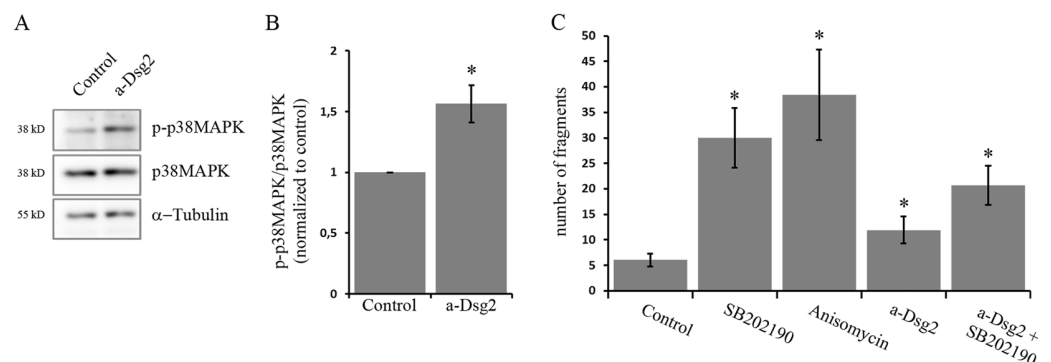 A
Control
a-Dsg2
38 kD
p-p38MAPK
38 kD
p38MAPK
55 kD
α−Tubulin
B
p-p38MAPK/p38MAPK
(normalized to control)
2
1,5
1
0,5
0
*
Control
a-Dsg2
C
number of fragments
50
45
40
35
30
25
20
15
10
5
0
*
*
*
*
Control
SB202190
Anisomycin
a-Dsg2
a-Dsg2 +
SB202190